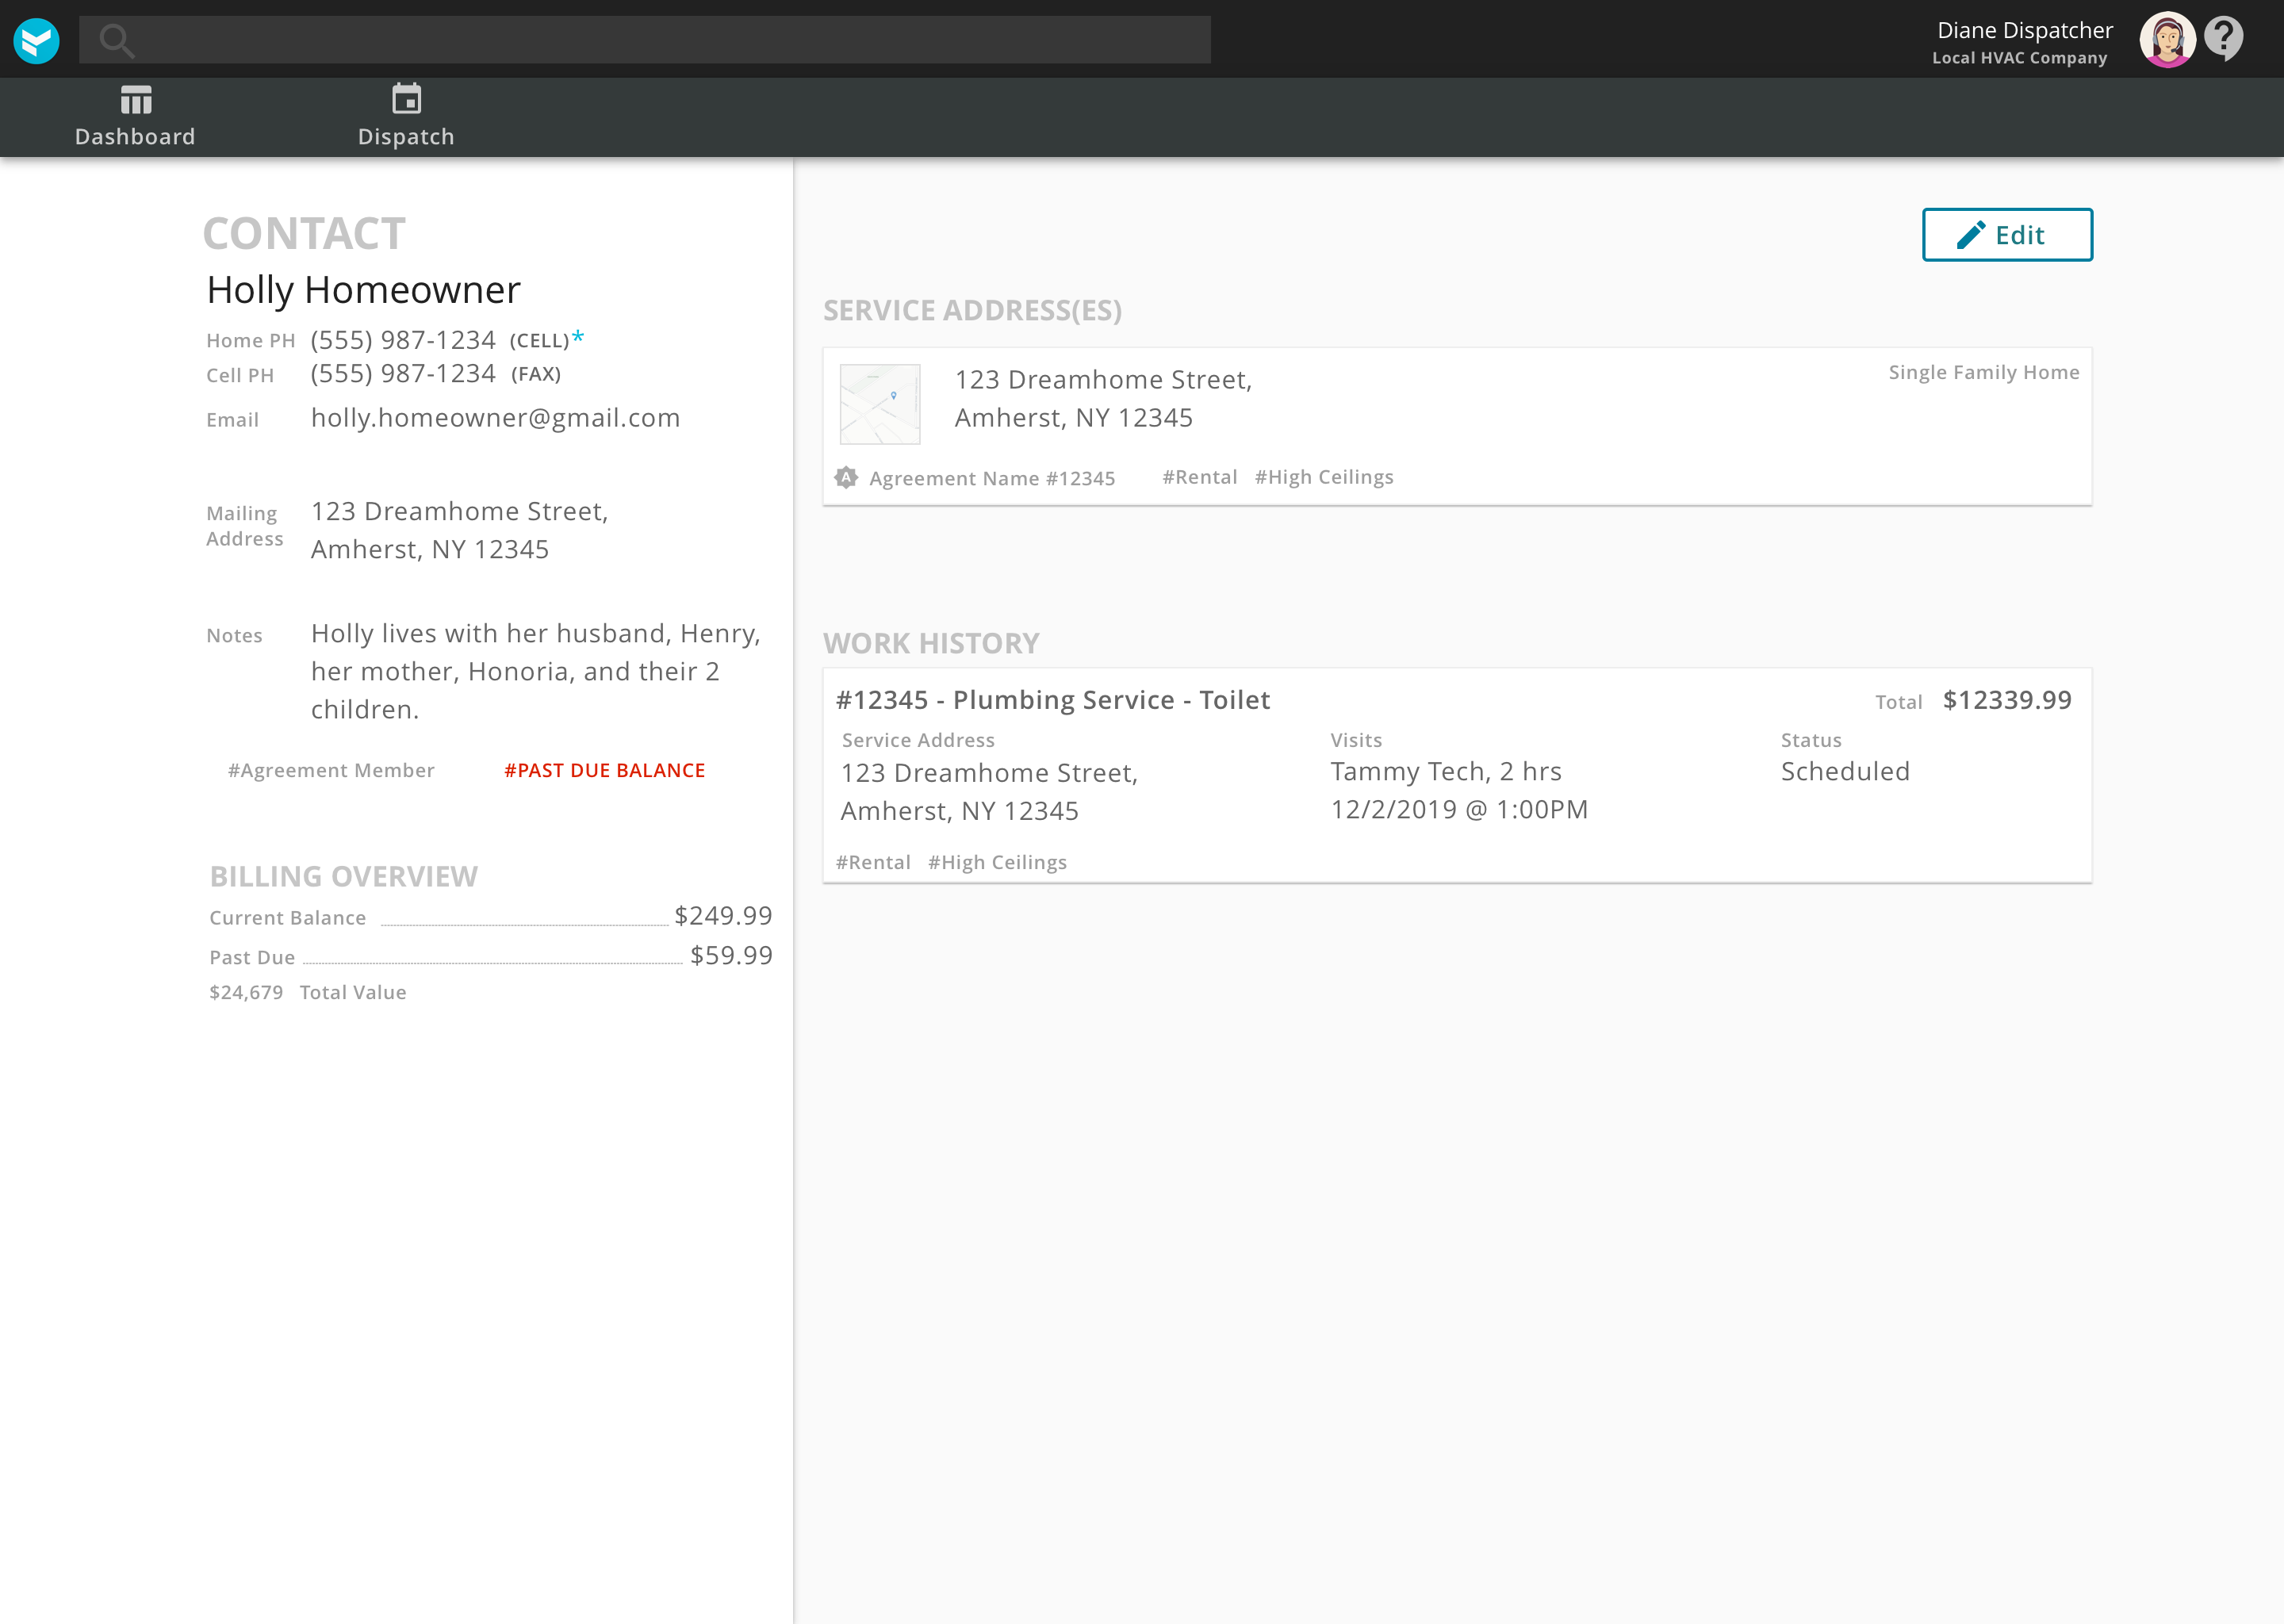 Diane Dispatcher
Local HVAC Company
Dashboard
Dispatch
CONTACT
Holly Homeowner
Home PH (555) 987-1234 (CELL)*
Cell PH (555) 987-1234 (FAX)
Email holly.homeowner@gmail.com
Mailing Address
123 Dreamhome Street,
Amherst, NY 12345
Notes
Holly lives with her husband, Henry,
her mother, Honoria, and their 2
children.
#Agreement Member #PAST DUE BALANCE
BILLING OVERVIEW
Current Balance $249.99
Past Due $59.99
$24,679 Total Value
Edit
SERVICE ADDRESS(ES)
123 Dreamhome Street,
Amherst, NY 12345
Single Family Home
A Agreement Name #12345 #Rental #High Ceilings
WORK HISTORY
#12345 - Plumbing Service - Toilet Total $12339.99
Service Address
123 Dreamhome Street,
Amherst, NY 12345
Visits
Tammy Tech, 2 hrs
12/2/2019 @ 1:00PM
Status
Scheduled
#Rental #High Ceilings